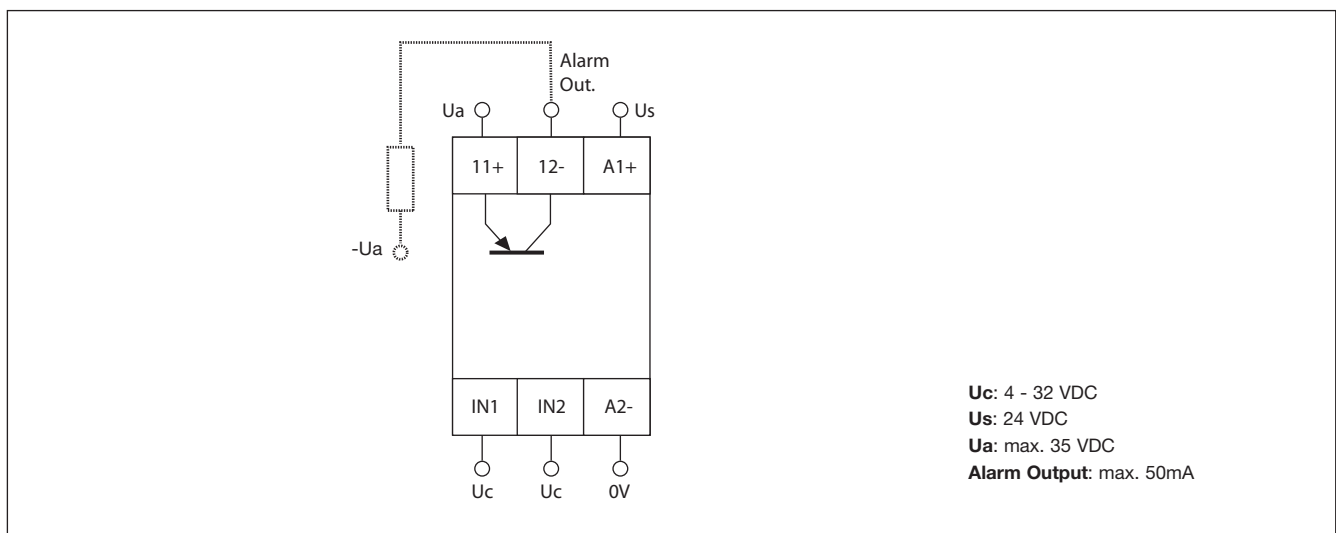 Alarm
Out.
Ua
Us
11+
12-
A1+
-Ua
IN1
IN2
A2-
Uc
Uc
0V
Uc: 4 - 32 VDC
Us: 24 VDC
Ua: max. 35 VDC
Alarm Output: max. 50mA